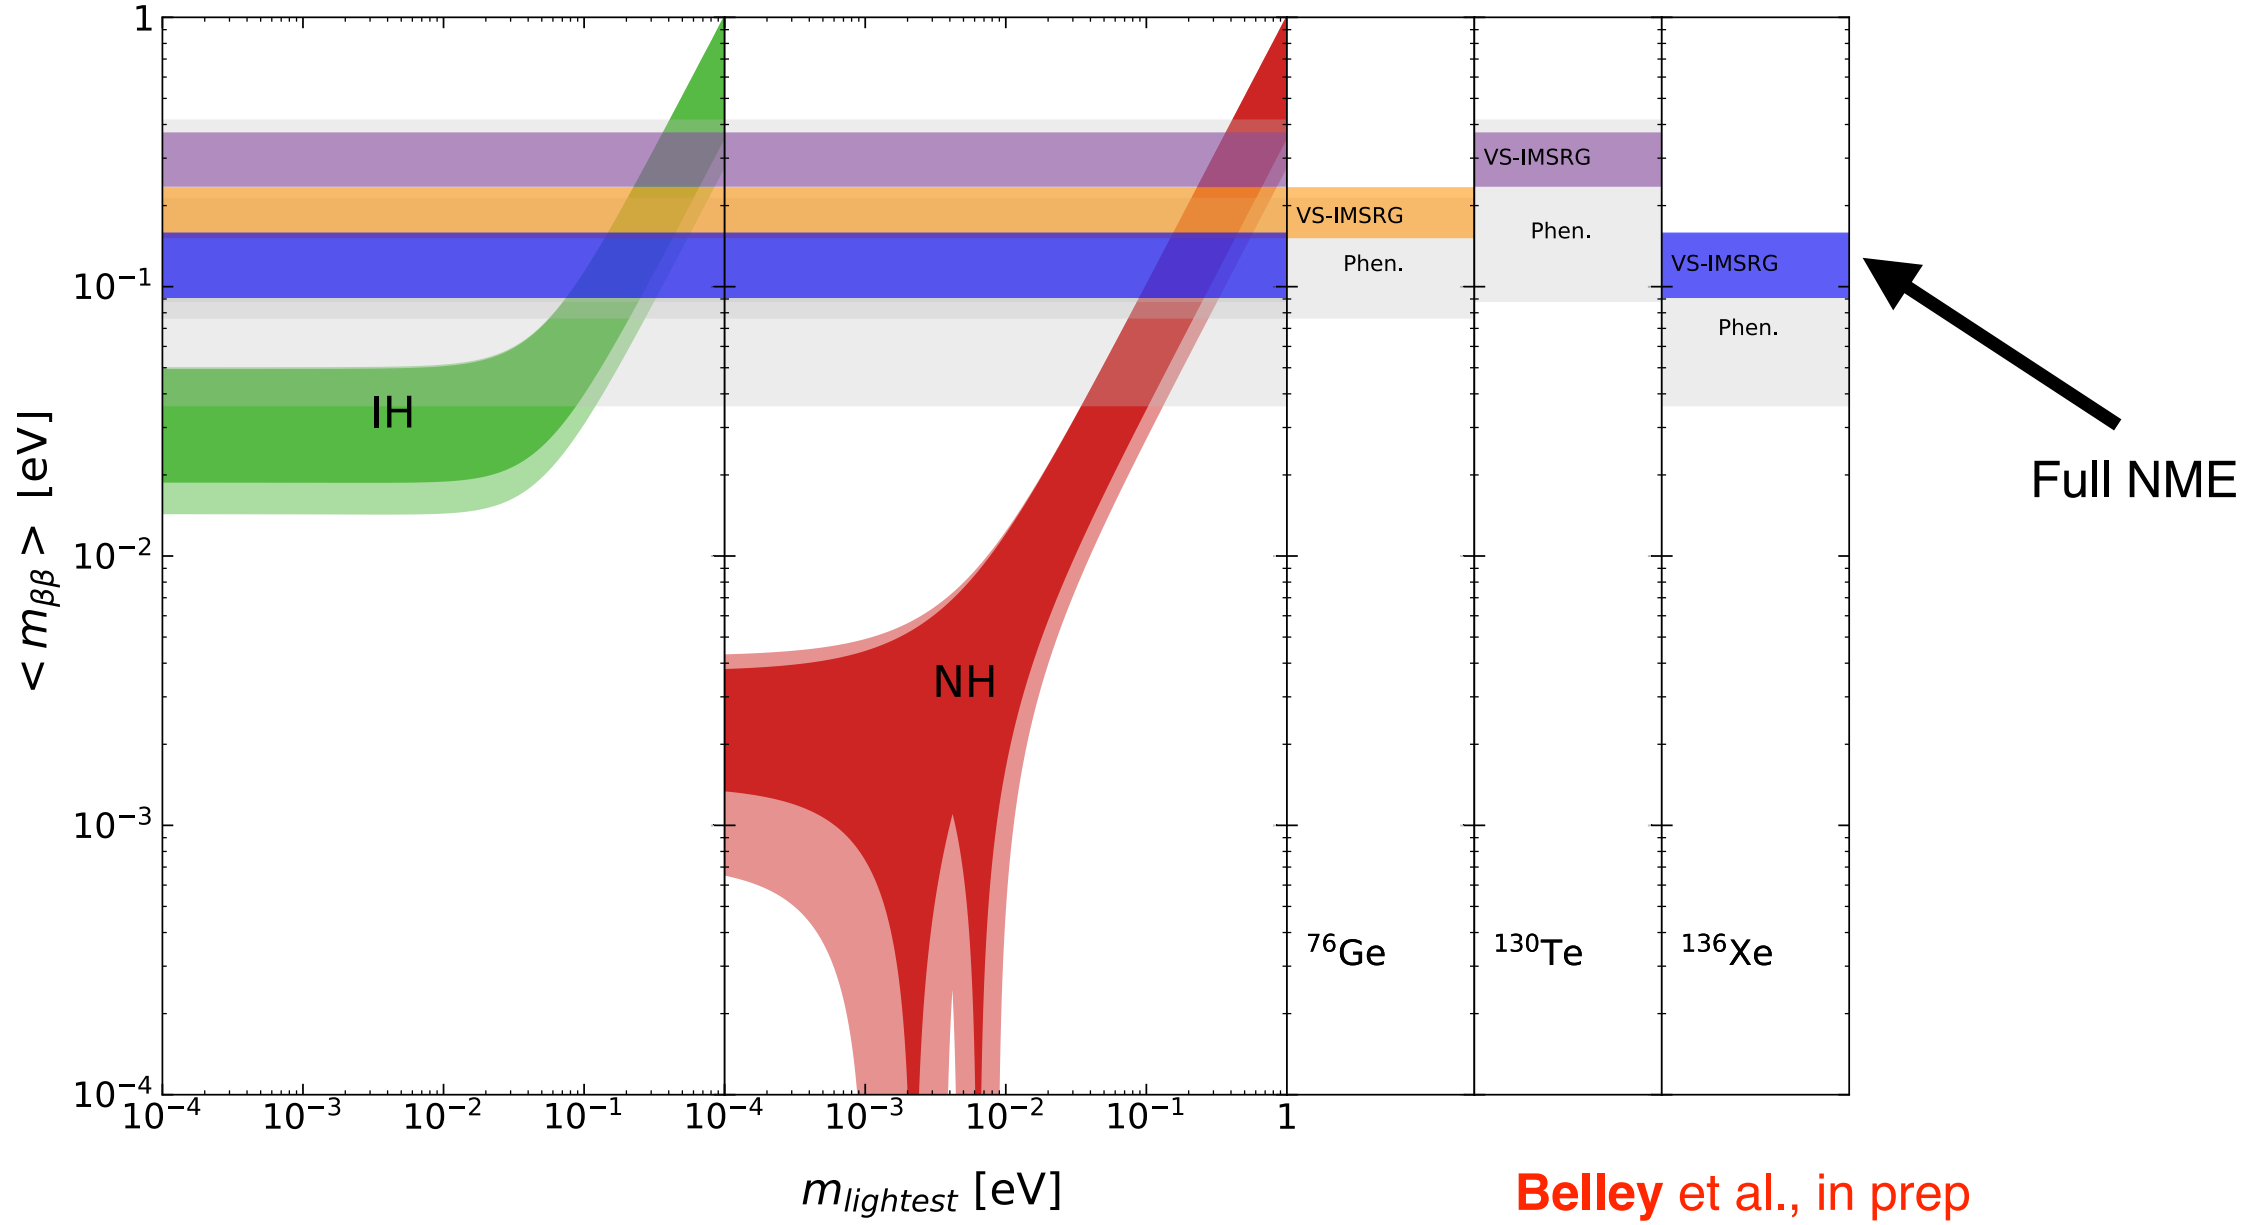 1
10⁻¹
10⁻²
10⁻³
10⁻⁴
< m_ββ > [eV]
IH
NH
VS-IMSRG
Phen.
⁷⁶Ge
VS-IMSRG
Phen.
¹³⁰Te
VS-IMSRG
Phen.
¹³⁶Xe
Full NME
10⁻⁴ 10⁻³ 10⁻² 10⁻¹ 10⁻⁴ 10⁻³ 10⁻² 10⁻¹ 1
m_lightest [eV]
Belley et al., in prep